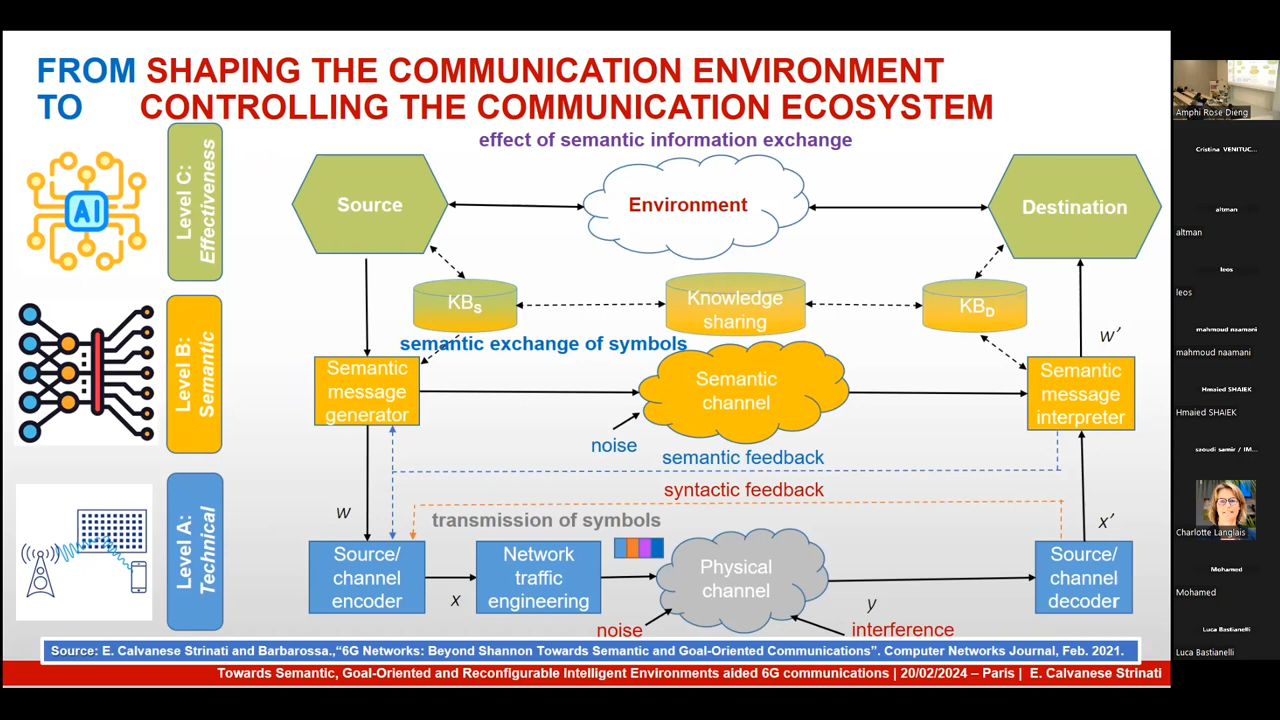 FROM SHAPING THE COMMUNICATION ENVIRONMENT
TO CONTROLLING THE COMMUNICATION ECOSYSTEM
effect of semantic information exchange
Level C:
Effectiveness
AI
Source
Environment
Destination
KBS
Knowledge
sharing
KBD
semantic exchange of symbols
w’
Level B:
Semantic
Semantic
message
generator
Semantic
channel
Semantic
message
interpreter
noise
semantic feedback
syntactic feedback
w
transmission of symbols
x’
Level A:
Technical
Source/
channel
encoder
x
Network
traffic
engineering
Physical
channel
y
Source/
channel
decoder
noise
interference
Source: E. Calvanese Strinati and Barbarossa.,“6G Networks: Beyond Shannon Towards Semantic and Goal-Oriented Communications”. Computer Networks Journal, Feb. 2021.
Towards Semantic, Goal-Oriented and Reconfigurable Intelligent Environments aided 6G communications | 20/02/2024 – Paris | E. Calvanese Strinati
Amphi Rose Dieng
Cristina VENITUC...
altman
altman
leos
leos
mahmoud naamani
mahmoud naamani
Hmaied SHAIEK
Hmaied SHAIEK
saoudi samir / IM...
Charlotte Langlais
Mohamed
Mohamed
Luca Bastianelli
Luca Bastianelli